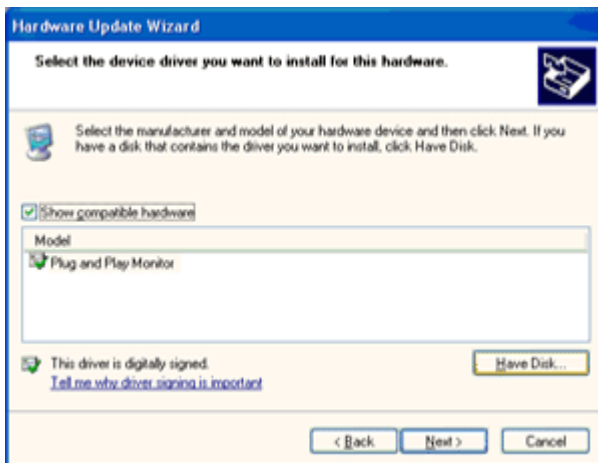 Hardware Update Wizard
Select the device driver you want to install for this hardware.
Select the manufacturer and model of your hardware device and then click Next. If you
have a disk that contains the driver you want to install, click Have Disk.
Show compatible hardware
Model
Plug and Play Monitor
This driver is digitally signed.
Tell me why driver signing is important
Have Disk...
< Back
Next >
Cancel